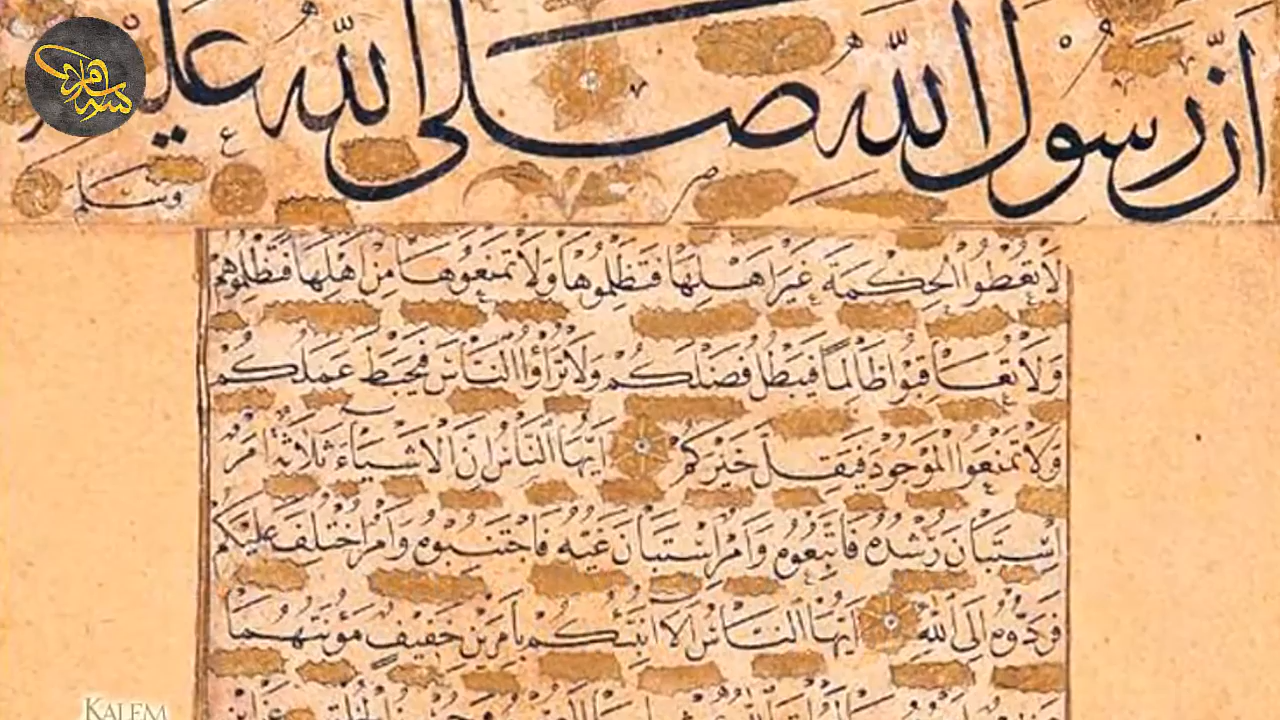 ان رسول الله صلى الله عليه
وسلم
لا تعطوا الحكمة غير اهلها فتظلموها ولا تمنعوها من اهلها فتظلموهم
ولا تعاقبوا ظالما فيبطل فضلكم ولا تراؤا الناس فيحبط عملكم
ولا تمنعوا الموجود فيقل خيركم ايها الناس ان الاشياء ثلاثة امر
استبان رشده فاتبعوه وامر استبان غيه فاجتنبوه وامر اختلف عليكم
فردوه الى الله ايها الناس الا انبئكم بامرين خفيف مؤنتهما
KALEM